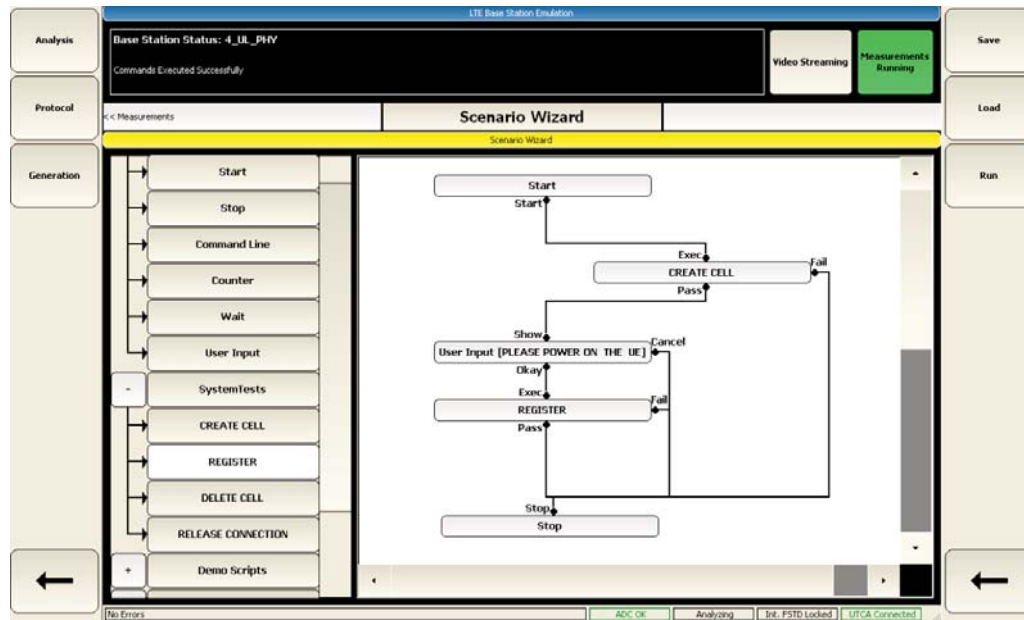 LTE Base Station Emulation
Analysis
Protocol
Generation
Base Station Status: 4_UL_PHY
Commands Executed Successfully
Video Streaming
Measurements
Running
Save
Load
Run
<< Measurements
Scenario Wizard
Scenario Wizard
Start
Stop
Command Line
Counter
Wait
User Input
-
SystemTests
CREATE CELL
REGISTER
DELETE CELL
RELEASE CONNECTION
+
Demo Scripts
Start
Start
Exec
CREATE CELL
Fail
Pass
Show
User Input [PLEASE POWER ON THE UE]
Cancel
Okay
Exec
REGISTER
Fail
Pass
Stop
Stop
No Errors
ADC OK
Analyzing
Int. FSTD Locked
UTCA Connected